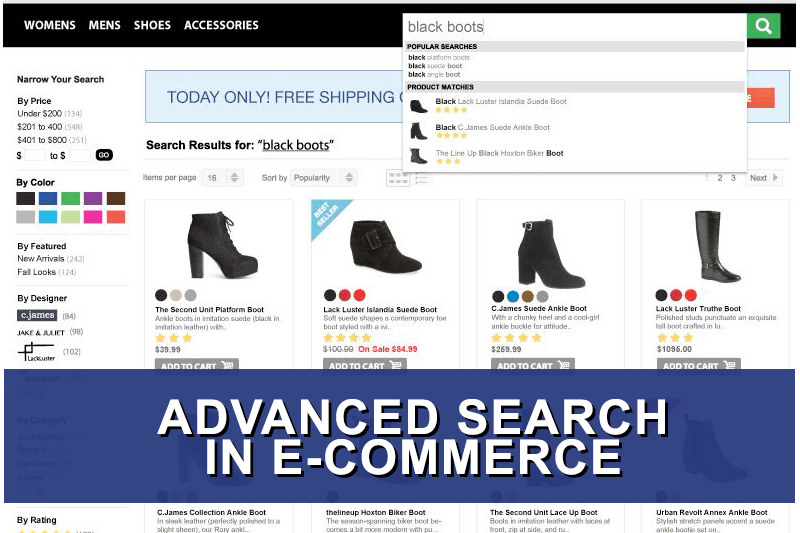 WOMENS MENS SHOES ACCESSORIES
black boots
POPULAR SEARCHES
black platform boots
black suede boot
black angle boot
PRODUCT MATCHES
Black Lack Luster Islandia Suede Boot
Black C.James Suede Ankle Boot
The Line Up Black Hoxton Biker Boot
Narrow Your Search
By Price
Under $200 (134)
$201 to 400 (548)
$401 to $800 (251)
$ to $ GO
By Color
By Featured
New Arrivals (242)
Fall Looks (124)
By Designer
c.james (84)
JAKE & JULIET (98)
LackLuster (102)
By Category
Accessories
Apparel
Handbags
Shoes
By Rating
TODAY ONLY! FREE SHIPPING
Search Results for: “black boots”
Items per page 16 Sort by Popularity 1 2 3 Next
The Second Unit Platform Boot
Ankle boots in imitation suede (black in
imitation leather) with..
$39.99
ADD TO CART
BEST
SELLER
Lack Luster Islandia Suede Boot
Soft suede shapes a contemporary toe
boot styled with a wi..
$100.99 On Sale $84.99
ADD TO CART
C.James Suede Ankle Boot
With a chunky heel and a cool-girl
ankle buckle for attitude..
$269.99
ADD TO CART
Lack Luster Truthe Boot
Polished studs punctuate an exquisite
tall boot crafted in lu..
$1096.00
ADD TO CART
ADVANCED SEARCH
IN E-COMMERCE
C.James Collection Ankle Boot
In sleek leather (perfectly polished to a
slight sheen), our Rory ankl...
thelineup Hoxton Biker Boot
The season-spanning biker boot be-
comes a bit more modern with pu...
The Second Unit Lace Up Boot
Boots in imitation leather with laces at
front, zip at side, and ru..
Urban Revolt Annex Ankle Boot
Stylish stretch panels accent a suede
ankle bootie set on..